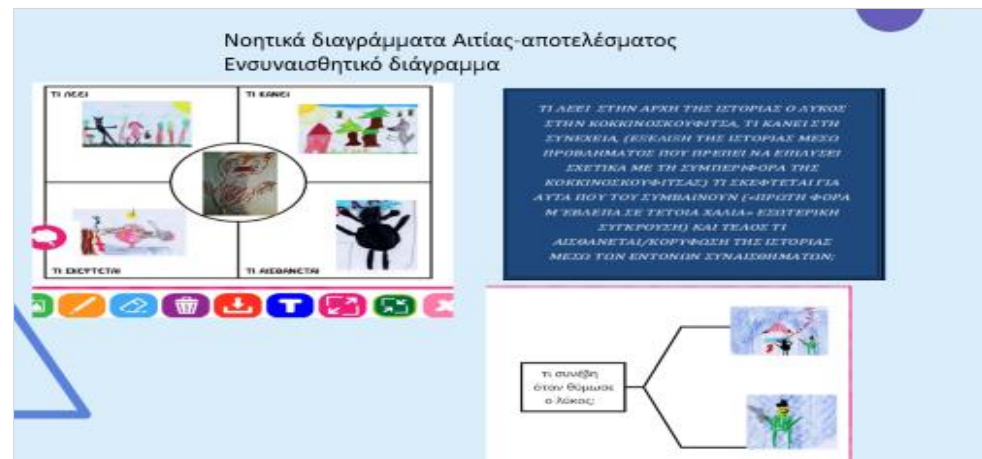 Νοητικά διαγράμματα Αιτίας-αποτελέσματος
Ενσυναισθητικό διάγραμμα
ΤΙ ΛΕΕΙ
ΤΙ ΚΑΝΕΙ
ΤΙ ΣΚΕΦΤΕΤΑΙ
ΤΙ ΑΙΣΘΑΝΕΤΑΙ
T
ΤΙ ΛΕΕΙ ΣΤΗΝ ΑΡΧΗ ΤΗΣ ΙΣΤΟΡΙΑΣ Ο ΛΥΚΟΣ
ΣΤΗΝ ΚΟΚΚΙΝΟΣΚΟΥΦΙΤΣΑ, ΤΙ ΚΑΝΕΙ ΣΤΗ
ΣΥΝΕΧΕΙΑ, (ΕΞΕΛΙΞΗ ΤΗΣ ΙΣΤΟΡΙΑΣ ΜΕΣΩ
ΠΡΟΒΛΗΜΑΤΟΣ ΠΟΥ ΠΡΕΠΕΙ ΝΑ ΕΠΙΛΥΣΕΙ
ΣΧΕΤΙΚΑ ΜΕ ΤΗ ΣΥΜΠΕΡΙΦΟΡΑ ΤΗΣ
ΚΟΚΚΙΝΟΣΚΟΥΦΙΤΣΑΣ) ΤΙ ΣΚΕΦΤΕΤΑΙ ΓΙΑ
ΑΥΤΑ ΠΟΥ ΤΟΥ ΣΥΜΒΑΙΝΟΥΝ («ΠΡΩΤΗ ΦΟΡΑ
Μ'ΕΒΛΕΠΑ ΣΕ ΤΕΤΟΙΑ ΧΑΛΙΑ» ΕΣΩΤΕΡΙΚΗ
ΣΥΓΚΡΟΥΣΗ) ΚΑΙ ΤΕΛΟΣ ΤΙ
ΑΙΣΘΑΝΕΤΑΙ/ΚΟΡΥΦΩΣΗ ΤΗΣ ΙΣΤΟΡΙΑΣ
ΜΕΣΩ ΤΩΝ ΕΝΤΟΝΩΝ ΣΥΝΑΙΣΘΗΜΑΤΩΝ;
τι συνέβη
όταν θύμωσε
ο λύκος;